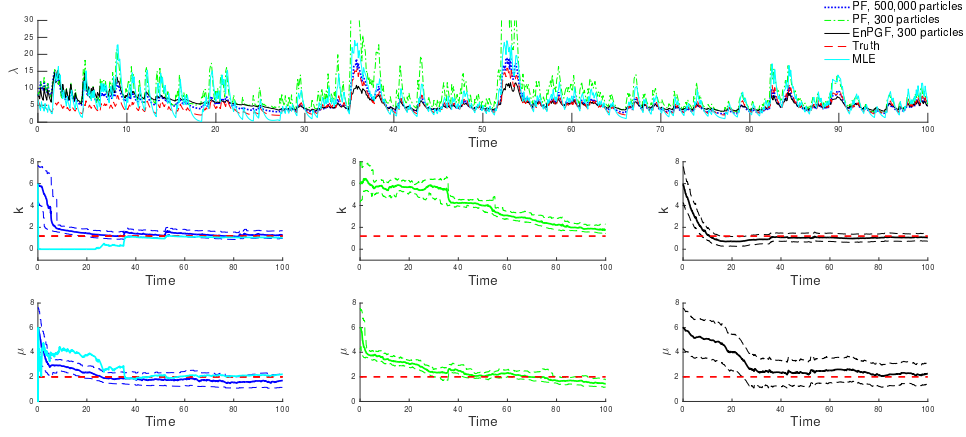 PF, 500,000 particles
PF, 300 particles
EnPGF, 300 particles
Truth
MLE
30
25
20
15
10
5
0
λ
0 10 20 30 40 50 60 70 80 90 100
Time
8 8 8
6 6 6
4 4 4
2 2 2
0 0 0
k k k
0 20 40 60 80 100 0 20 40 60 80 100 0 20 40 60 80 100
Time Time Time
8 8 8
6 6 6
4 4 4
2 2 2
0 0 0
μ μ μ
0 20 40 60 80 100 0 20 40 60 80 100 0 20 40 60 80 100
Time Time Time